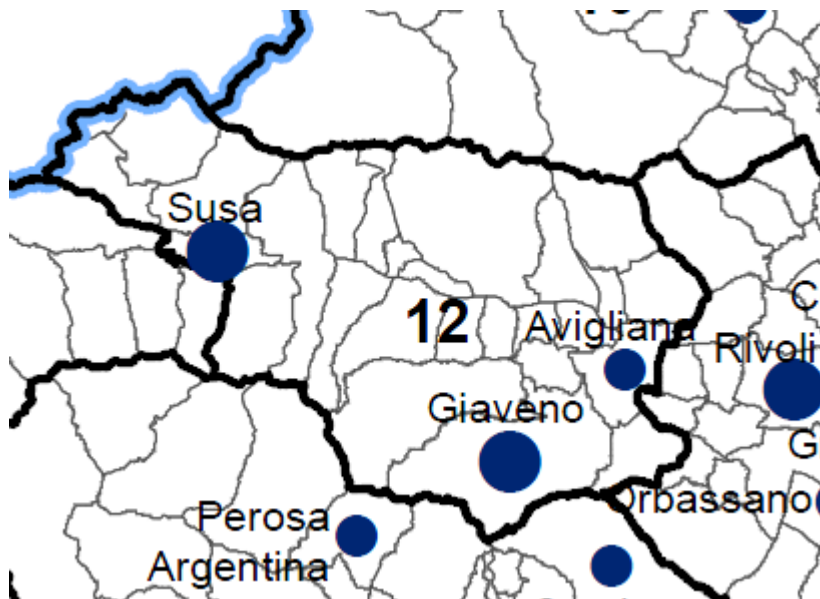 Susa
12
Avigliana
C
Rivoli
Giaveno
G
Orbassano
Perosa
Argentina